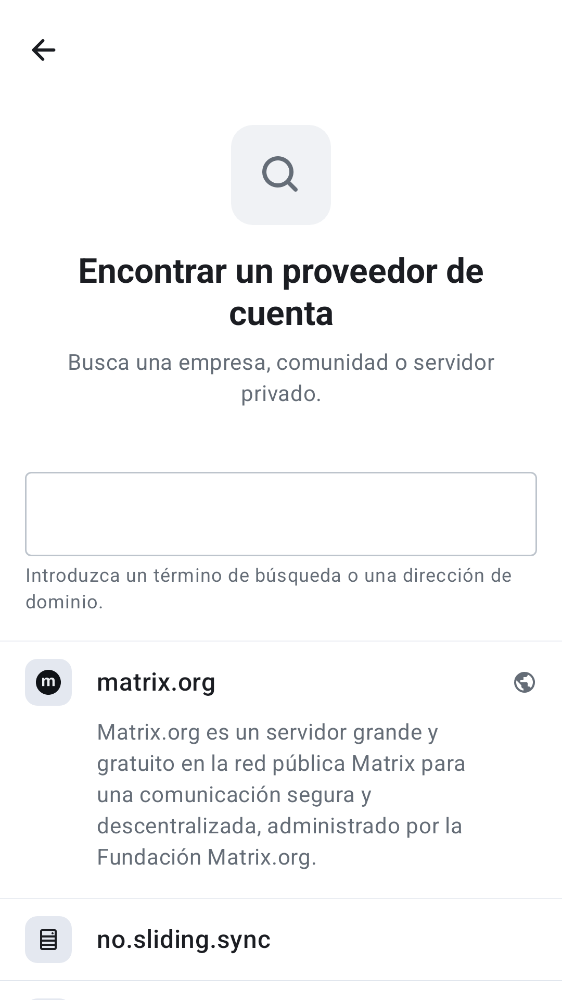 Encontrar un proveedor de
cuenta
Busca una empresa, comunidad o servidor
privado.
Introduzca un término de búsqueda o una dirección de
dominio.
m
matrix.org
Matrix.org es un servidor grande y
gratuito en la red pública Matrix para
una comunicación segura y
descentralizada, administrado por la
Fundación Matrix.org.
no.sliding.sync